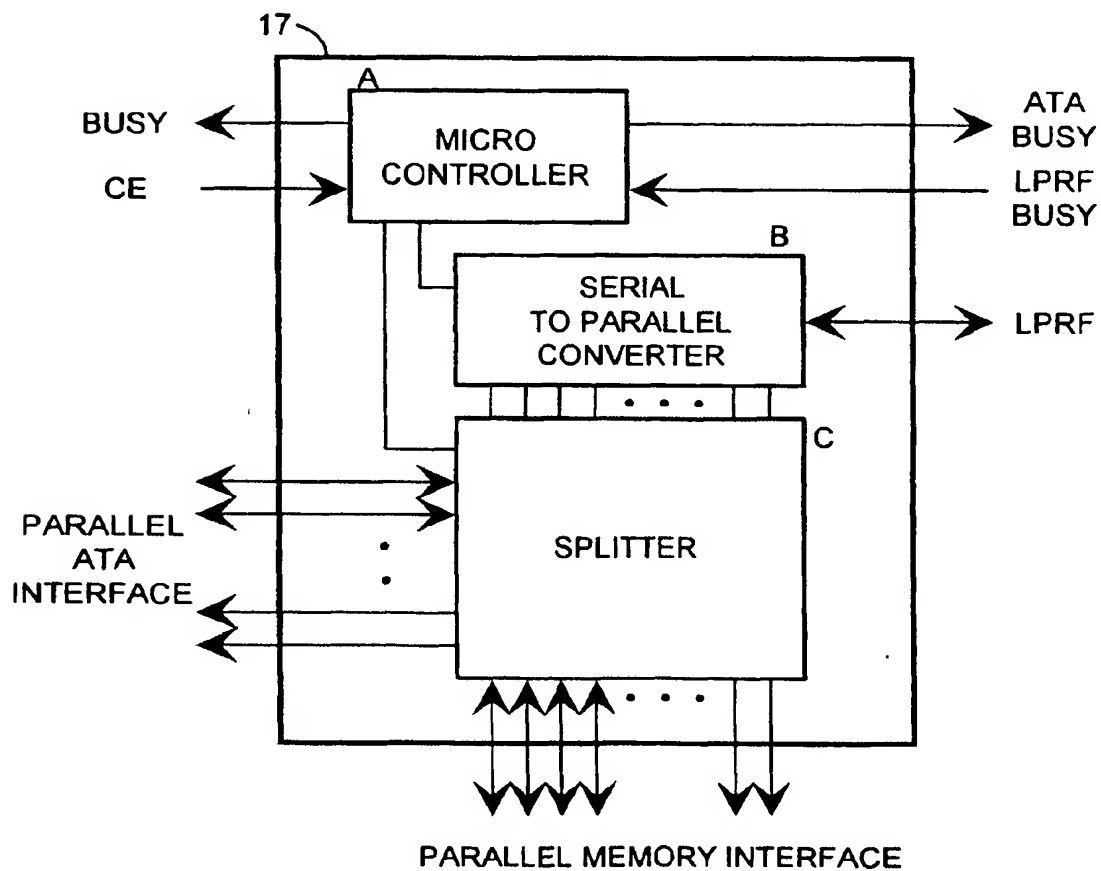 17
A
BUSY
CE
MICRO
CONTROLLER
ATA
BUSY
LPRF
BUSY
B
SERIAL
TO PARALLEL
CONVERTER
LPRF
C
PARALLEL
ATA
INTERFACE
SPLITTER
PARALLEL MEMORY INTERFACE